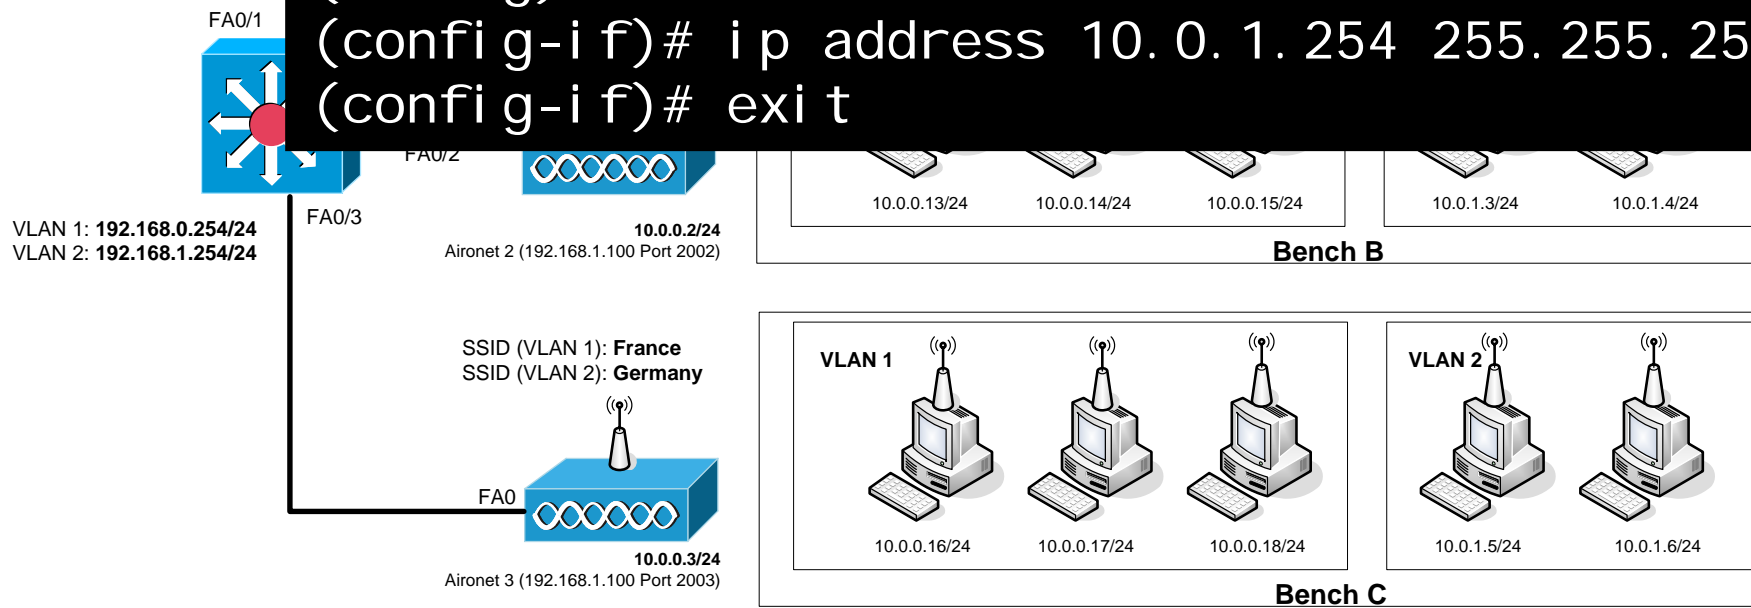 FA0/1
(config-if)# ip address 10.0.1.254 255.255.25
(config-if)# exit
FA0/2
FA0/3
VLAN 1: 192.168.0.254/24
VLAN 2: 192.168.1.254/24
10.0.0.2/24
Aironet 2 (192.168.1.100 Port 2002)
10.0.0.13/24
10.0.0.14/24
10.0.0.15/24
10.0.1.3/24
10.0.1.4/24
Bench B
SSID (VLAN 1): France
SSID (VLAN 2): Germany
FA0
10.0.0.3/24
Aironet 3 (192.168.1.100 Port 2003)
VLAN 1
VLAN 2
10.0.0.16/24
10.0.0.17/24
10.0.0.18/24
10.0.1.5/24
10.0.1.6/24
Bench C